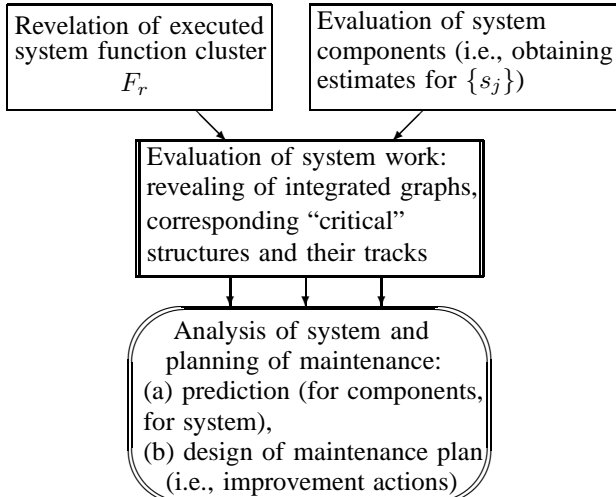 Revelation of executed
system function cluster
F_r
Evaluation of system
components (i.e., obtaining
estimates for {s_j})
Evaluation of system work:
revealing of integrated graphs,
corresponding “critical”
structures and their tracks
Analysis of system and
planning of maintenance:
(a) prediction (for components,
for system),
(b) design of maintenance plan
(i.e., improvement actions)